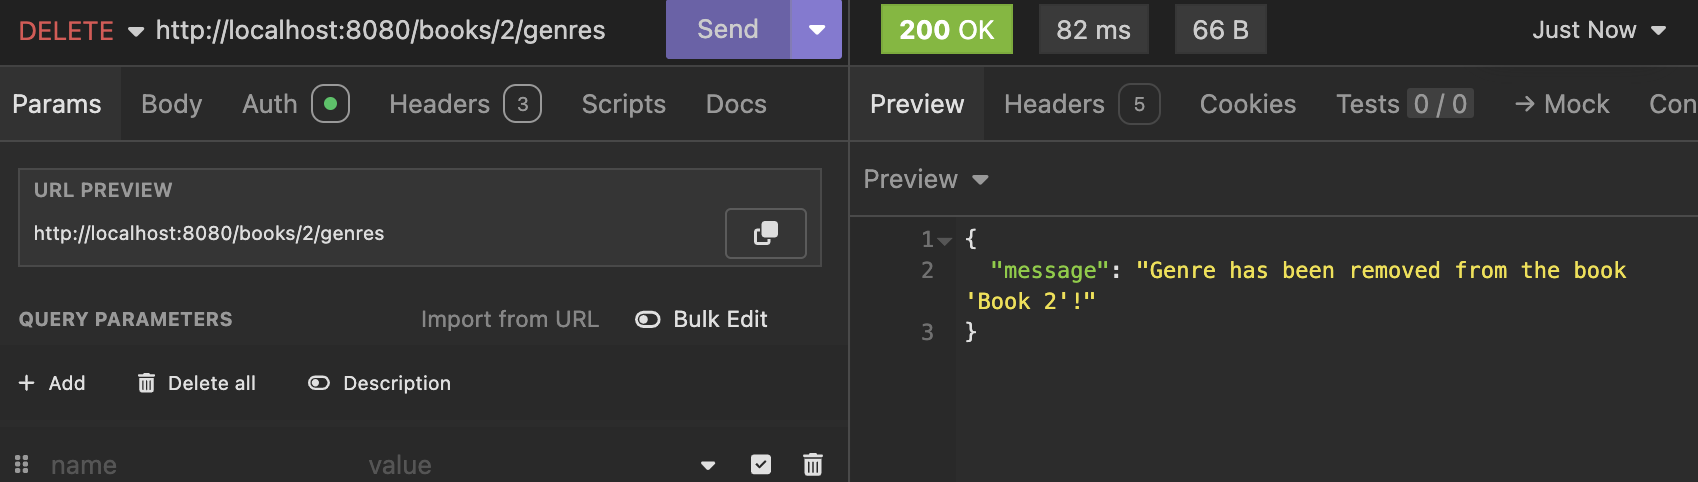 DELETE http://localhost:8080/books/2/genres Send
200 OK 82 ms 66 B Just Now
Params Body Auth Headers 3 Scripts Docs
Preview Headers 5 Cookies Tests 0 / 0 → Mock Con
URL PREVIEW
http://localhost:8080/books/2/genres
QUERY PARAMETERS Import from URL Bulk Edit
+ Add Delete all Description
name value
Preview
1 {
2 "message": "Genre has been removed from the book
'Book 2'!"
3 }